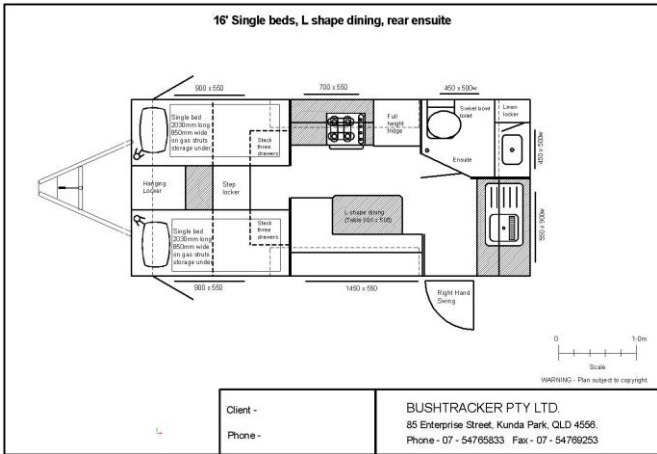 16' Single beds, L shape dining, rear ensuite
900 x 550
700 x 550
450 x 500w
Single bed
2030mm long
850mm wide
on gas struts
storage under
Stack
three
drawers
Full
height
fridge
Swivel bowl
toilet
Linen
locker
Ensuite
450 x 500w
Hanging
Locker
Step
locker
L shape dining
(Table 900 x 500)
Single bed
2030mm long
850mm wide
on gas struts
storage under
Stack
three
drawers
550 x 900w
900 x 550
1450 x 550
Right Hand
Swing
0
1·0m
Scale
WARNING - Plan subject to copyright
Client -
Phone -
BUSHTRACKER PTY LTD.
85 Enterprise Street, Kunda Park, QLD 4556.
Phone - 07 - 54765833 Fax - 07 - 54769253